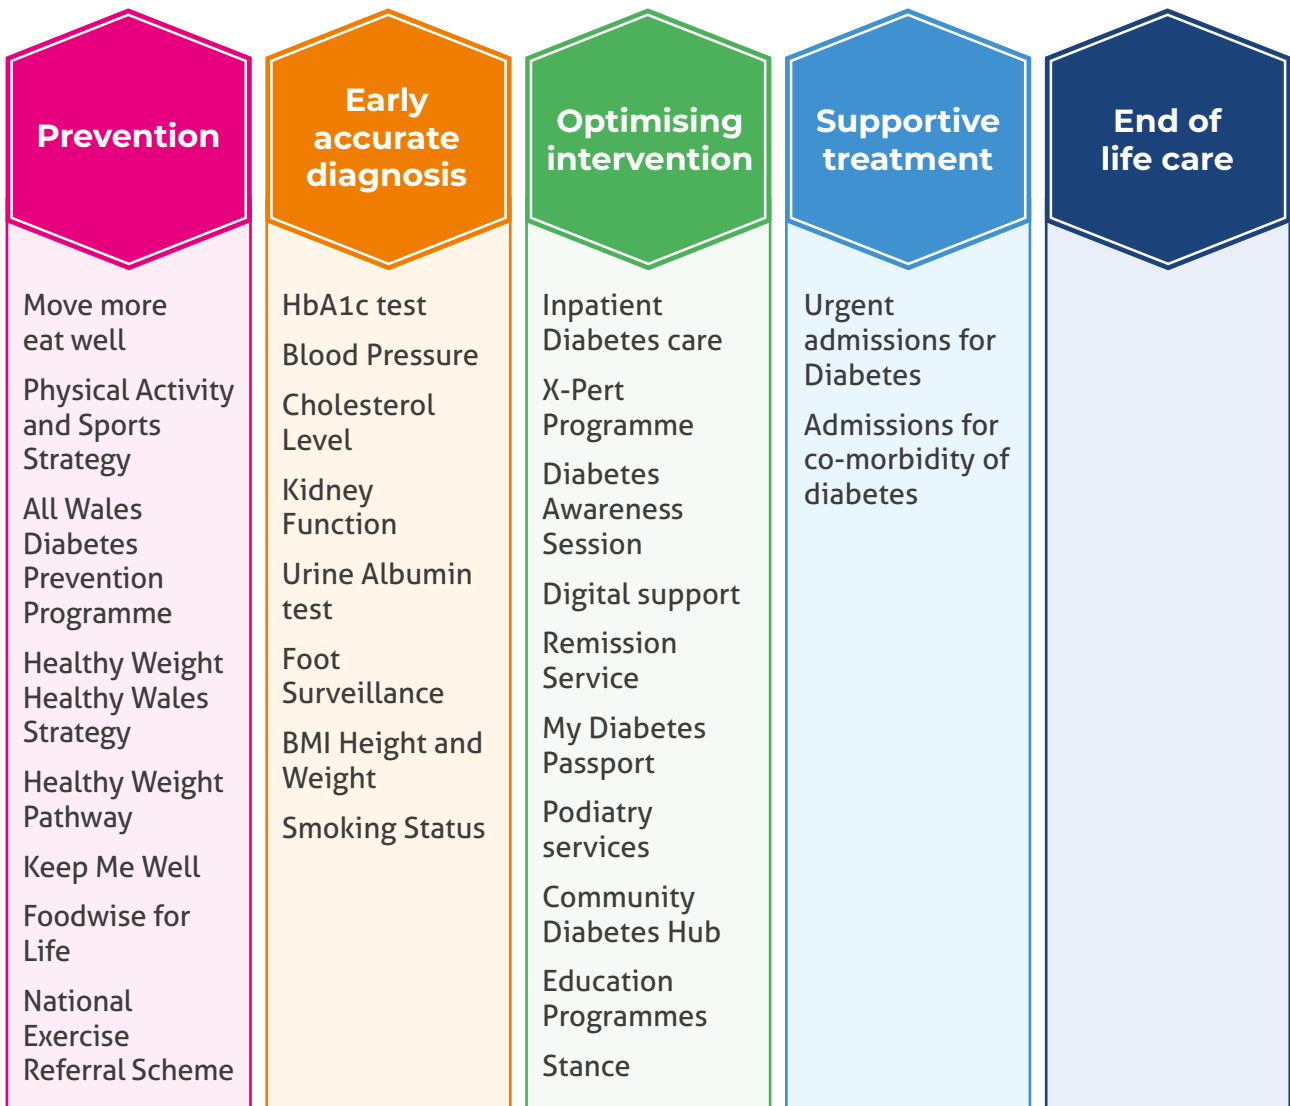 Prevention
Move more
eat well
Physical Activity
and Sports
Strategy
All Wales
Diabetes
Prevention
Programme
Healthy Weight
Healthy Wales
Strategy
Healthy Weight
Pathway
Keep Me Well
Foodwise for
Life
National
Exercise
Referral Scheme
Early
accurate
diagnosis
HbA1c test
Blood Pressure
Cholesterol
Level
Kidney
Function
Urine Albumin
test
Foot
Surveillance
BMI Height and
Weight
Smoking Status
Optimising
intervention
Inpatient
Diabetes care
X-Pert
Programme
Diabetes
Awareness
Session
Digital support
Remission
Service
My Diabetes
Passport
Podiatry
services
Community
Diabetes Hub
Education
Programmes
Stance
Supportive
treatment
Urgent
admissions for
Diabetes
Admissions for
co-morbidity of
diabetes
End of
life care